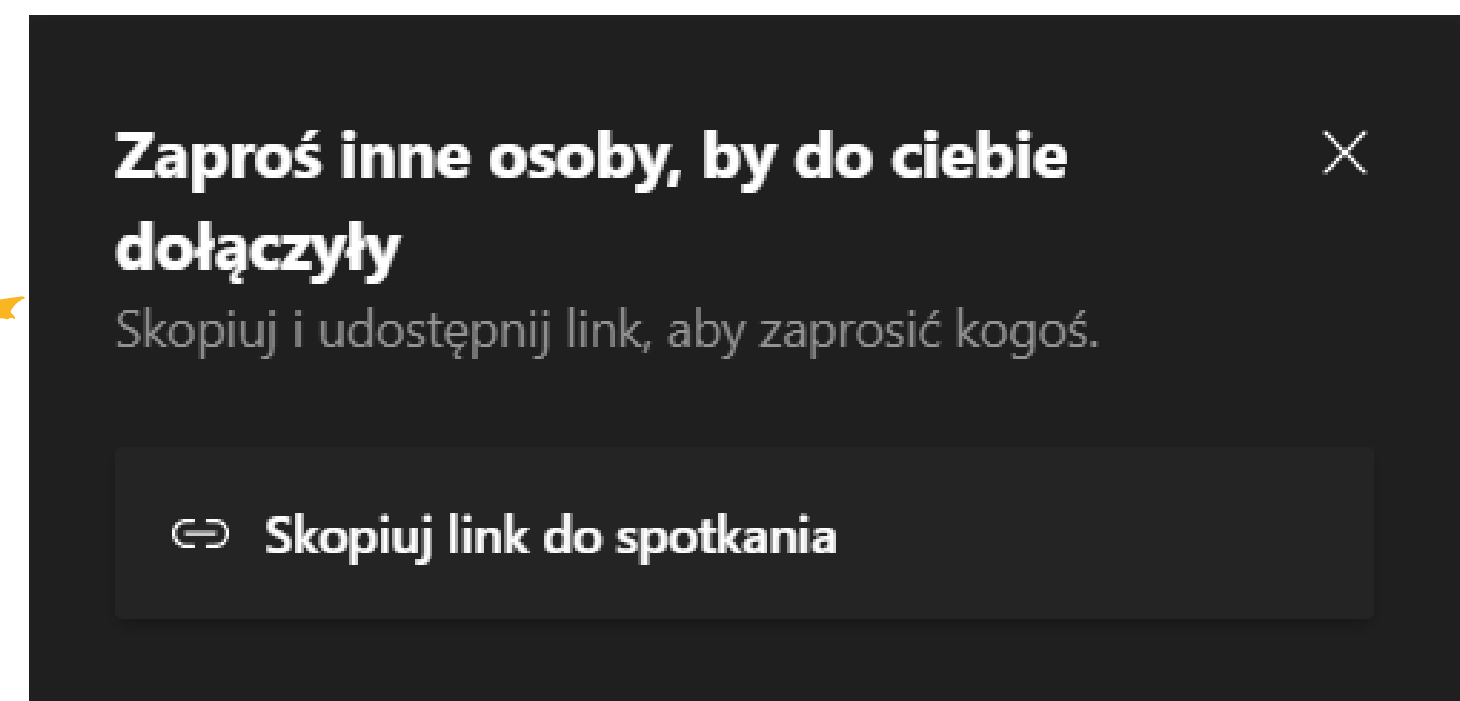 Zaproś inne osoby, by do ciebie
dołączyły
Skopiuj i udostępnij link, aby zaprosić kogoś.
Skopiuj link do spotkania